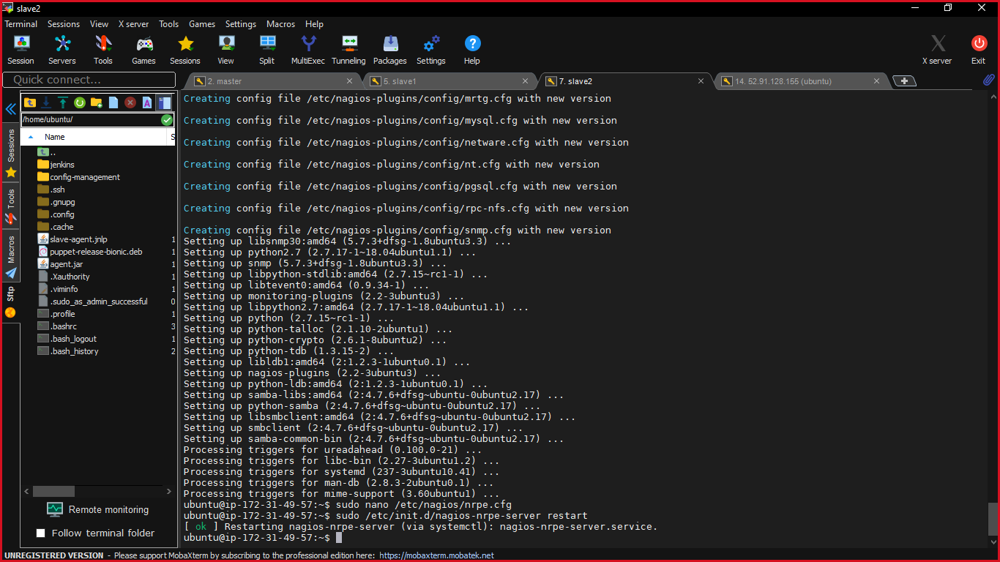 slave2
Terminal Sessions View X server Tools Games Settings Macros Help
Session Servers Tools Games Sessions View Split MultiExec Tunneling Packages Settings Help X server Exit
Quick connect...
2. master
5. slave1
7. slave2
14. 52.91.128.155 (ubuntu)
/home/ubuntu/
Name S
..
jenkins
config-management
.ssh
.gnupg
.config
.cache
slave-agent.jnlp 1
puppet-release-bionic.deb 1
agent.jar 1
.Xauthority 1
.viminfo 1
.sudo_as_admin_successful 0
.profile 1
.bashrc 3
.bash_logout 1
.bash_history 2
Sessions
Tools
Macros
Sftp
Remote monitoring
Follow terminal folder
Creating config file /etc/nagios-plugins/config/mrtg.cfg with new version
Creating config file /etc/nagios-plugins/config/mysql.cfg with new version
Creating config file /etc/nagios-plugins/config/netware.cfg with new version
Creating config file /etc/nagios-plugins/config/nt.cfg with new version
Creating config file /etc/nagios-plugins/config/pgsql.cfg with new version
Creating config file /etc/nagios-plugins/config/rpc-nfs.cfg with new version
Creating config file /etc/nagios-plugins/config/snmp.cfg with new version
Setting up libsnmp30:amd64 (5.7.3+dfsg-1.8ubuntu3.3) ...
Setting up python2.7 (2.7.17-1~18.04ubuntu1.1) ...
Setting up snmp (5.7.3+dfsg-1.8ubuntu3.3) ...
Setting up libpython-stdlib:amd64 (2.7.15~rc1-1) ...
Setting up libtevent0:amd64 (0.9.34-1) ...
Setting up monitoring-plugins (2.2-3ubuntu3) ...
Setting up libpython2.7:amd64 (2.7.17-1~18.04ubuntu1.1) ...
Setting up python (2.7.15~rc1-1) ...
Setting up python-talloc (2.1.10-2ubuntu1) ...
Setting up python-crypto (2.6.1-8ubuntu2) ...
Setting up python-tdb (1.3.15-2) ...
Setting up libldb1:amd64 (2:1.2.3-1ubuntu0.1) ...
Setting up nagios-plugins (2.2-3ubuntu3) ...
Setting up python-ldb:amd64 (2:1.2.3-1ubuntu0.1) ...
Setting up samba-libs:amd64 (2:4.7.6+dfsg~ubuntu-0ubuntu2.17) ...
Setting up python-samba (2:4.7.6+dfsg~ubuntu-0ubuntu2.17) ...
Setting up libsmbclient:amd64 (2:4.7.6+dfsg~ubuntu-0ubuntu2.17) ...
Setting up smbclient (2:4.7.6+dfsg~ubuntu-0ubuntu2.17) ...
Setting up samba-common-bin (2:4.7.6+dfsg~ubuntu-0ubuntu2.17) ...
Processing triggers for ureadahead (0.100.0-21) ...
Processing triggers for libc-bin (2.27-3ubuntu1.2) ...
Processing triggers for systemd (237-3ubuntu10.41) ...
Processing triggers for man-db (2.8.3-2ubuntu0.1) ...
Processing triggers for mime-support (3.60ubuntu1) ...
ubuntu@ip-172-31-49-57:~$ sudo nano /etc/nagios/nrpe.cfg
ubuntu@ip-172-31-49-57:~$ sudo /etc/init.d/nagios-nrpe-server restart
[ ok ] Restarting nagios-nrpe-server (via systemctl): nagios-nrpe-server.service.
ubuntu@ip-172-31-49-57:~$
UNREGISTERED VERSION - Please support MobaXterm by subscribing to the professional edition here: https://mobaxterm.mobatek.net